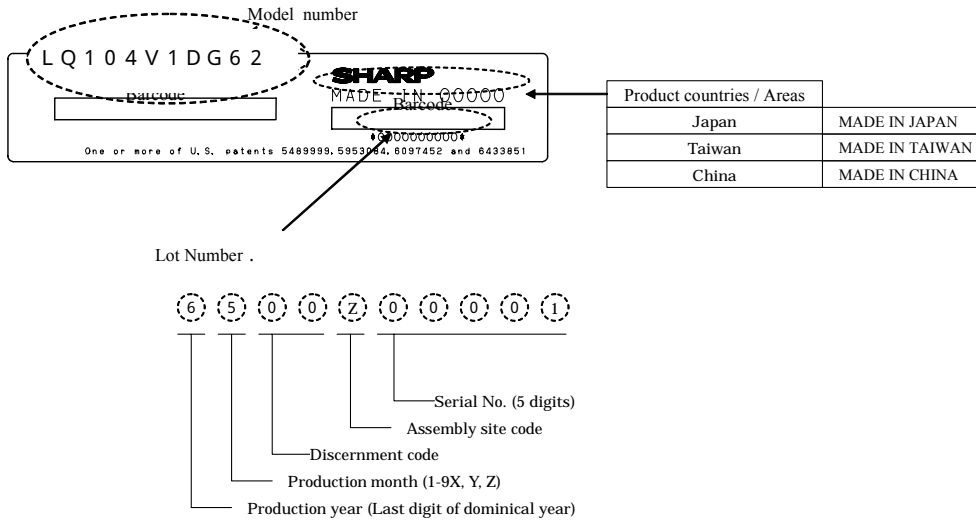 Model number
LQ104V1DG62
SHARP
MADE IN OOOOO
Barcode
Barcode
*OOOOOOOOOO*
One or more of U.S. patents 5489999,5953084,6097452 and 6433851
Product countries / Areas
Japan MADE IN JAPAN
Taiwan MADE IN TAIWAN
China MADE IN CHINA
Lot Number .
6 5 0 0 Z 0 0 0 0 1
Serial No. (5 digits)
Assembly site code
Discernment code
Production month (1-9X, Y, Z)
Production year (Last digit of dominical year)